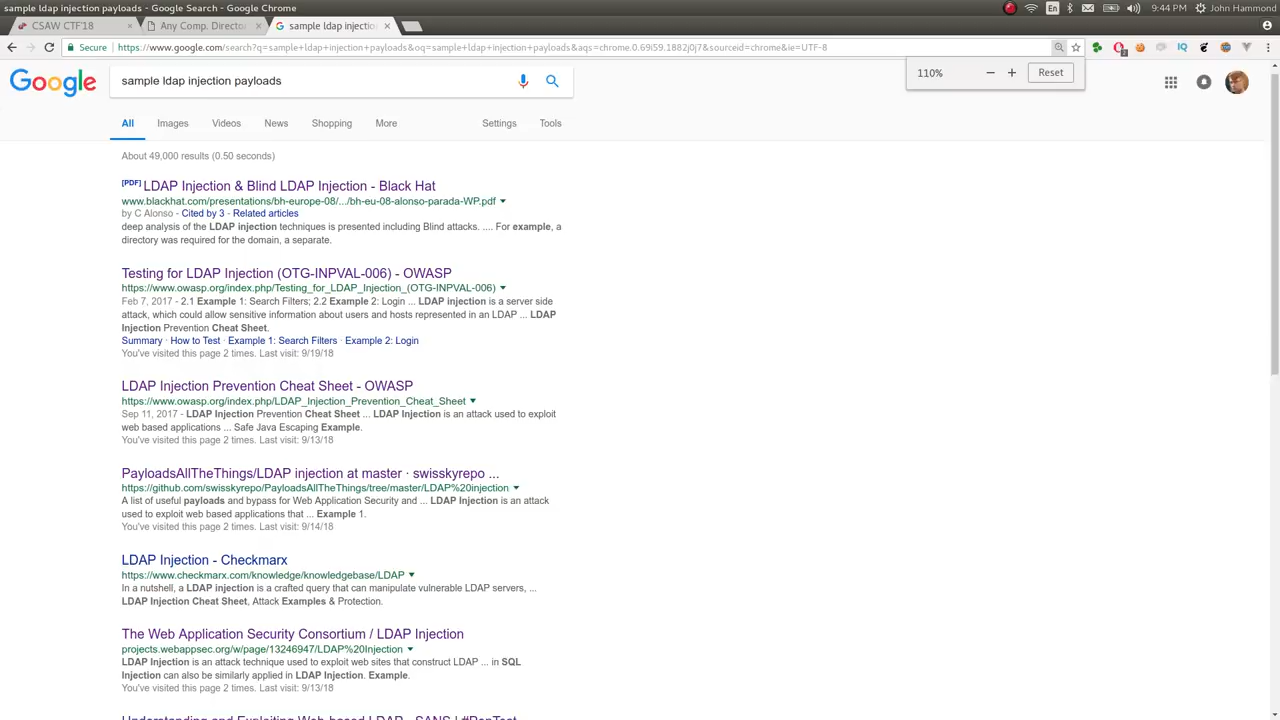 sample ldap injection payloads - Google Search - Google Chrome
En
9:44 PM
John Hammond
CSAW CTF'18
Any Comp. Directo
sample ldap injectio
Secure
https://www.google.com/search?q=sample+ldap+injection+payloads&oq=sample+ldap+injection+payloads&aqs=chrome.0.69i59.1882j0j7&sourceid=chrome&ie=UTF-8
110%
Reset
Google
sample ldap injection payloads
All
Images
Videos
News
Shopping
More
Settings
Tools
About 49,000 results (0.50 seconds)
[PDF] LDAP Injection & Blind LDAP Injection - Black Hat
www.blackhat.com/presentations/bh-europe-08/.../bh-eu-08-alonso-parada-WP.pdf
by C Alonso - Cited by 3 - Related articles
deep analysis of the LDAP injection techniques is presented including Blind attacks. .... For example, a
directory was required for the domain, a separate.
Testing for LDAP Injection (OTG-INPVAL-006) - OWASP
https://www.owasp.org/index.php/Testing_for_LDAP_Injection_(OTG-INPVAL-006)
Feb 7, 2017 - 2.1 Example 1: Search Filters; 2.2 Example 2: Login ... LDAP injection is a server side
attack, which could allow sensitive information about users and hosts represented in an LDAP ... LDAP
Injection Prevention Cheat Sheet.
Summary · How to Test · Example 1: Search Filters · Example 2: Login
You've visited this page 2 times. Last visit: 9/19/18
LDAP Injection Prevention Cheat Sheet - OWASP
https://www.owasp.org/index.php/LDAP_Injection_Prevention_Cheat_Sheet
Sep 11, 2017 - LDAP Injection Prevention Cheat Sheet ... LDAP Injection is an attack used to exploit
web based applications ... Safe Java Escaping Example.
You've visited this page 2 times. Last visit: 9/13/18
PayloadsAllTheThings/LDAP injection at master · swisskyrepo ...
https://github.com/swisskyrepo/PayloadsAllTheThings/tree/master/LDAP%20injection
A list of useful payloads and bypass for Web Application Security and ... LDAP Injection is an attack
used to exploit web based applications that ... Example 1.
You've visited this page 2 times. Last visit: 9/14/18
LDAP Injection - Checkmarx
https://www.checkmarx.com/knowledge/knowledgebase/LDAP
In a nutshell, a LDAP injection is a crafted query that can manipulate vulnerable LDAP servers, ...
LDAP Injection Cheat Sheet, Attack Examples & Protection.
The Web Application Security Consortium / LDAP Injection
projects.webappsec.org/w/page/13246947/LDAP%20Injection
LDAP Injection is an attack technique used to exploit web sites that construct LDAP ... in SQL
Injection can also be similarly applied in LDAP Injection. Example.
You've visited this page 2 times. Last visit: 9/13/18
Understanding and Exploiting Web-based LDAP - SANS | #PenTest